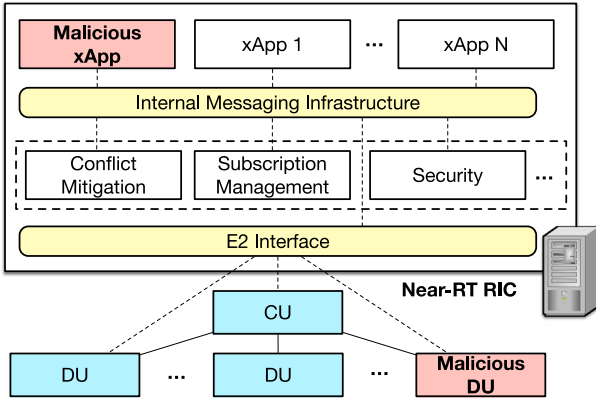 Malicious
xApp
xApp 1
...
xApp N
Internal Messaging Infrastructure
Conflict
Mitigation
Subscription
Management
Security
...
E2 Interface
Near-RT RIC
CU
DU
...
DU
...
Malicious
DU